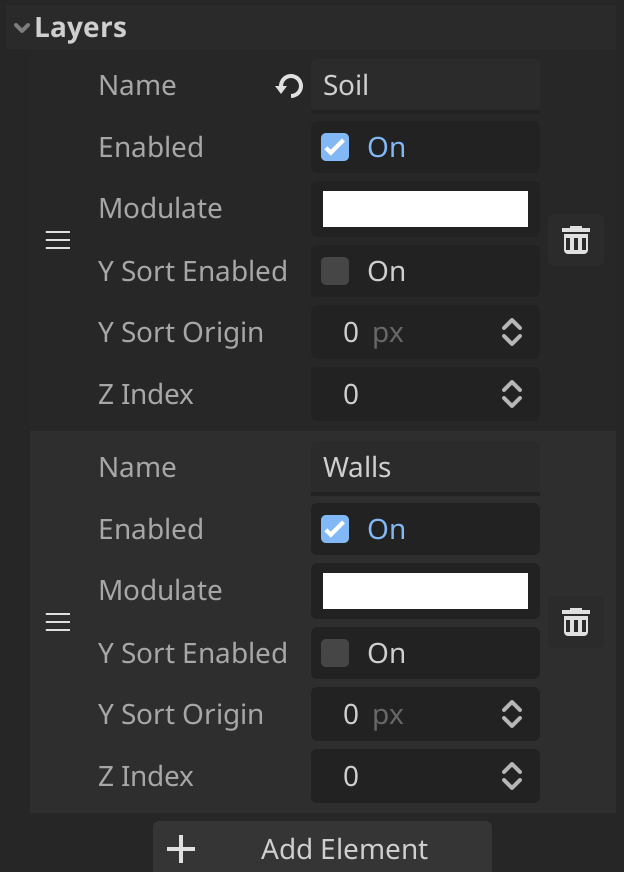 Layers
Name Soil
Enabled On
Modulate
Y Sort Enabled On
Y Sort Origin 0 px
Z Index 0
Name Walls
Enabled On
Modulate
Y Sort Enabled On
Y Sort Origin 0 px
Z Index 0
Add Element